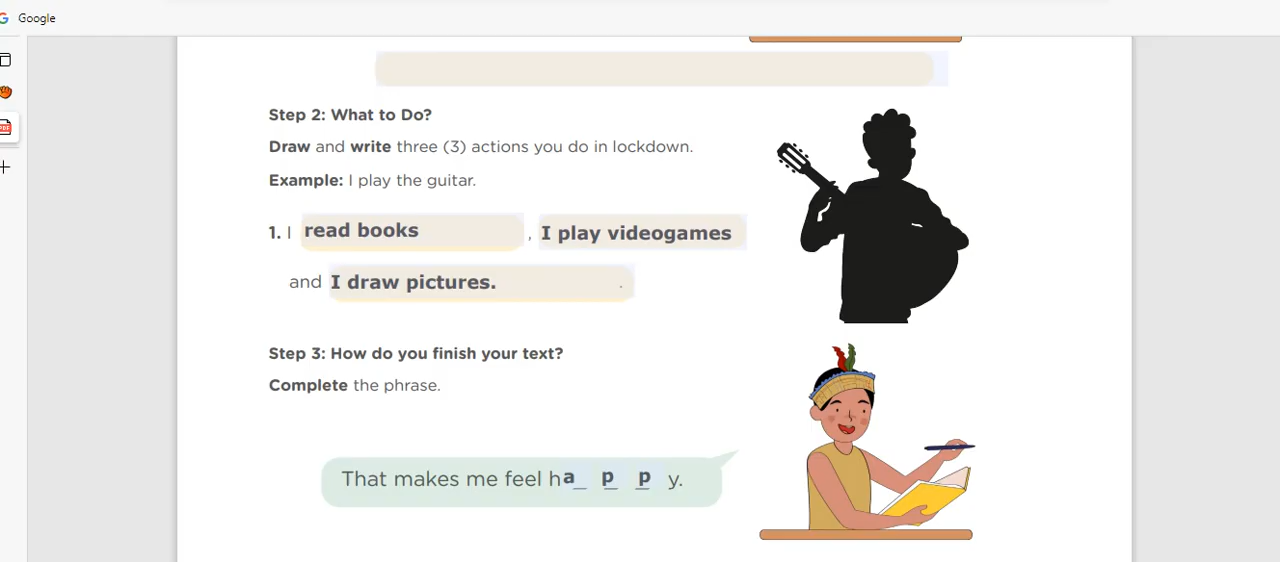 Google
Step 2: What to Do?
Draw and write three (3) actions you do in lockdown.
Example: I play the guitar.
1. I read books , I play videogames
and I draw pictures. .
Step 3: How do you finish your text?
Complete the phrase.
That makes me feel ha_ p_ p_ y.